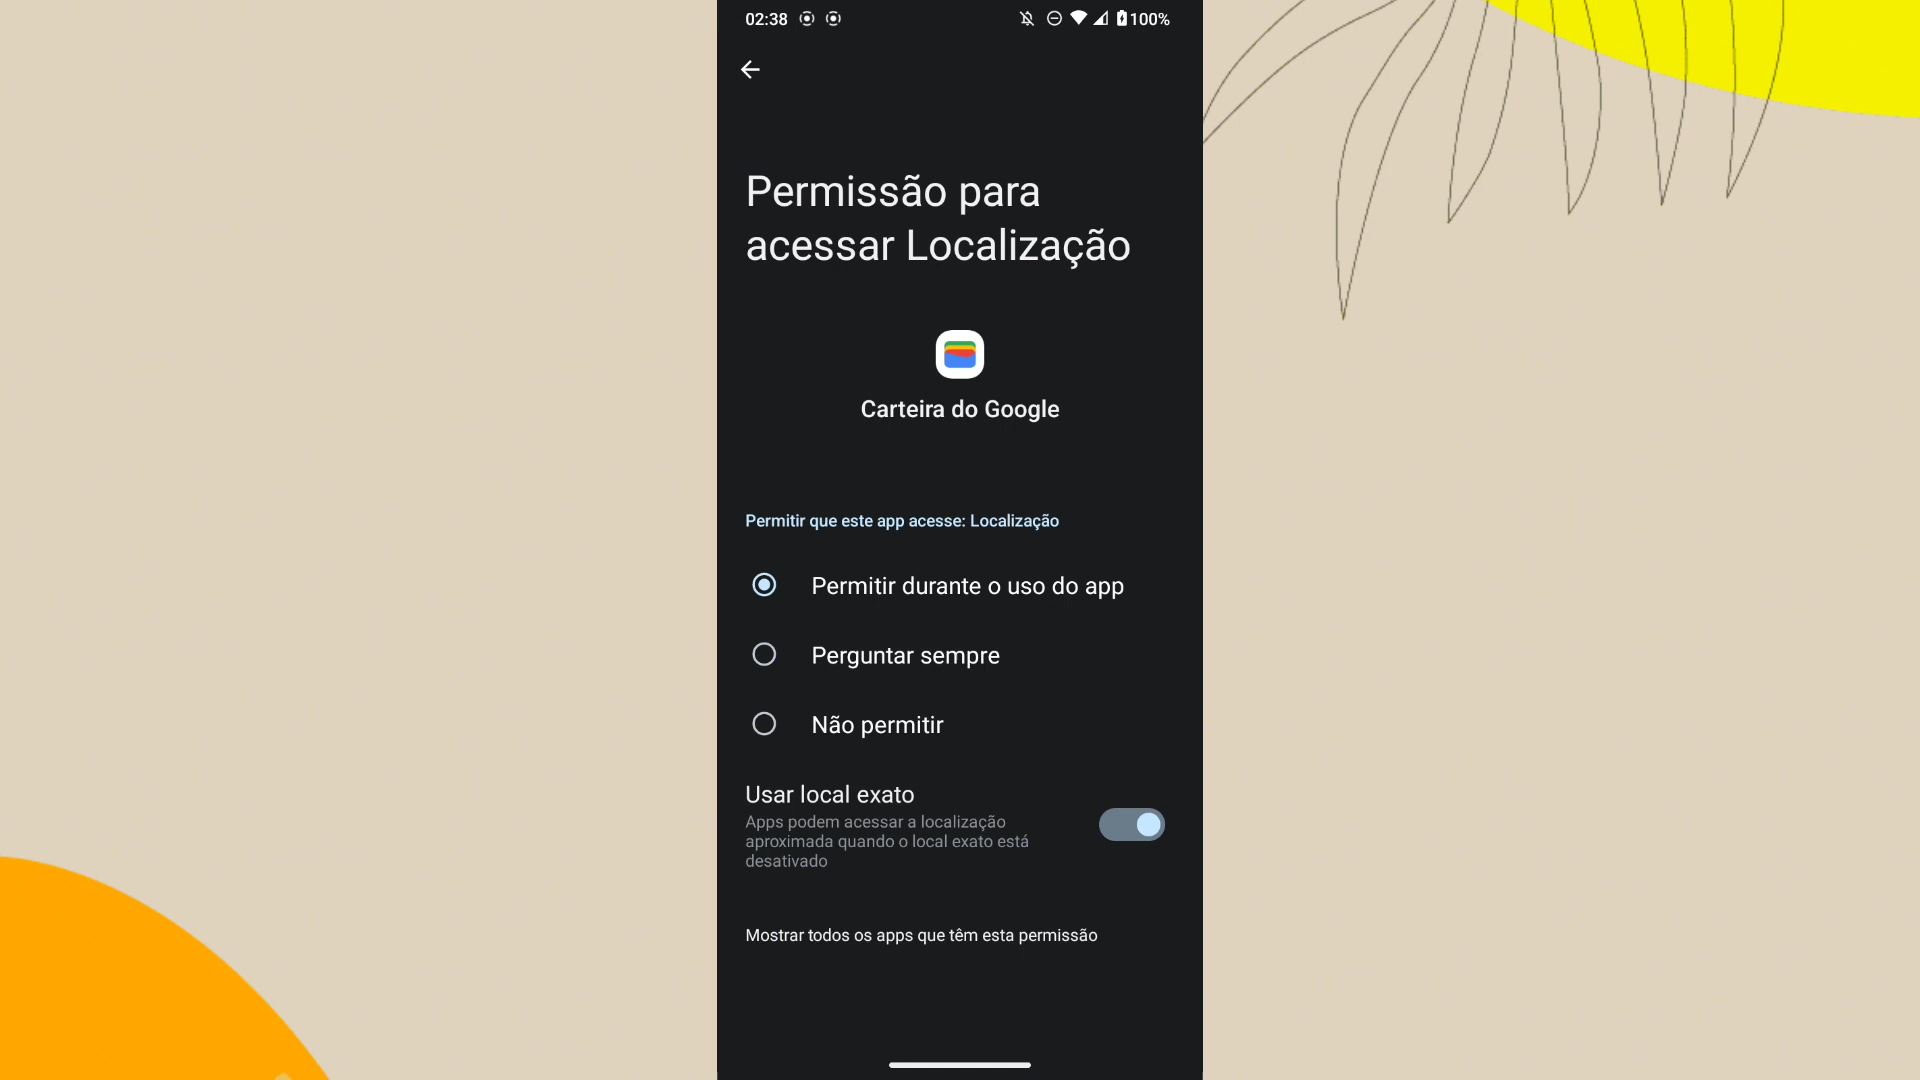 02:38
100%
Permissão para
acessar Localização
Carteira do Google
Permitir que este app acesse: Localização
Permitir durante o uso do app
Perguntar sempre
Não permitir
Usar local exato
Apps podem acessar a localização
aproximada quando o local exato está
desativado
Mostrar todos os apps que têm esta permissão